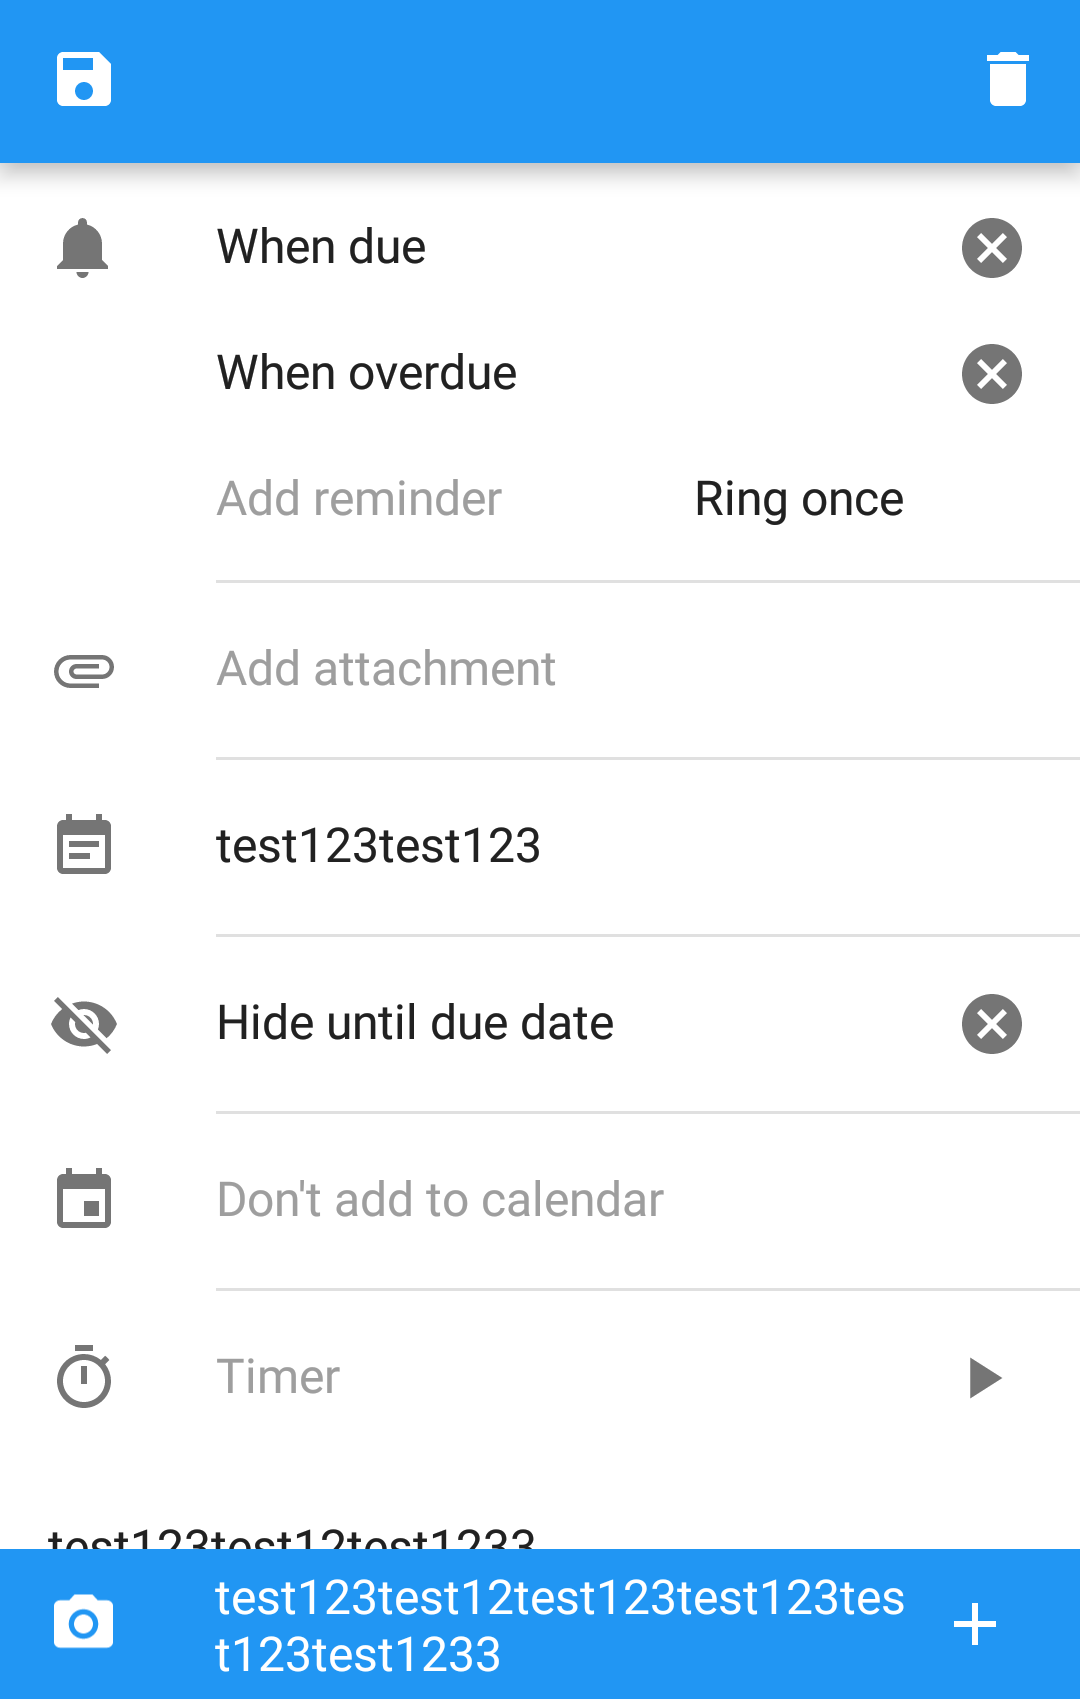 When due
When overdue
Add reminder Ring once
Add attachment
test123test123
Hide until due date
Don't add to calendar
Timer
test123test12test1233
test123test12test123test123tes
t123test1233